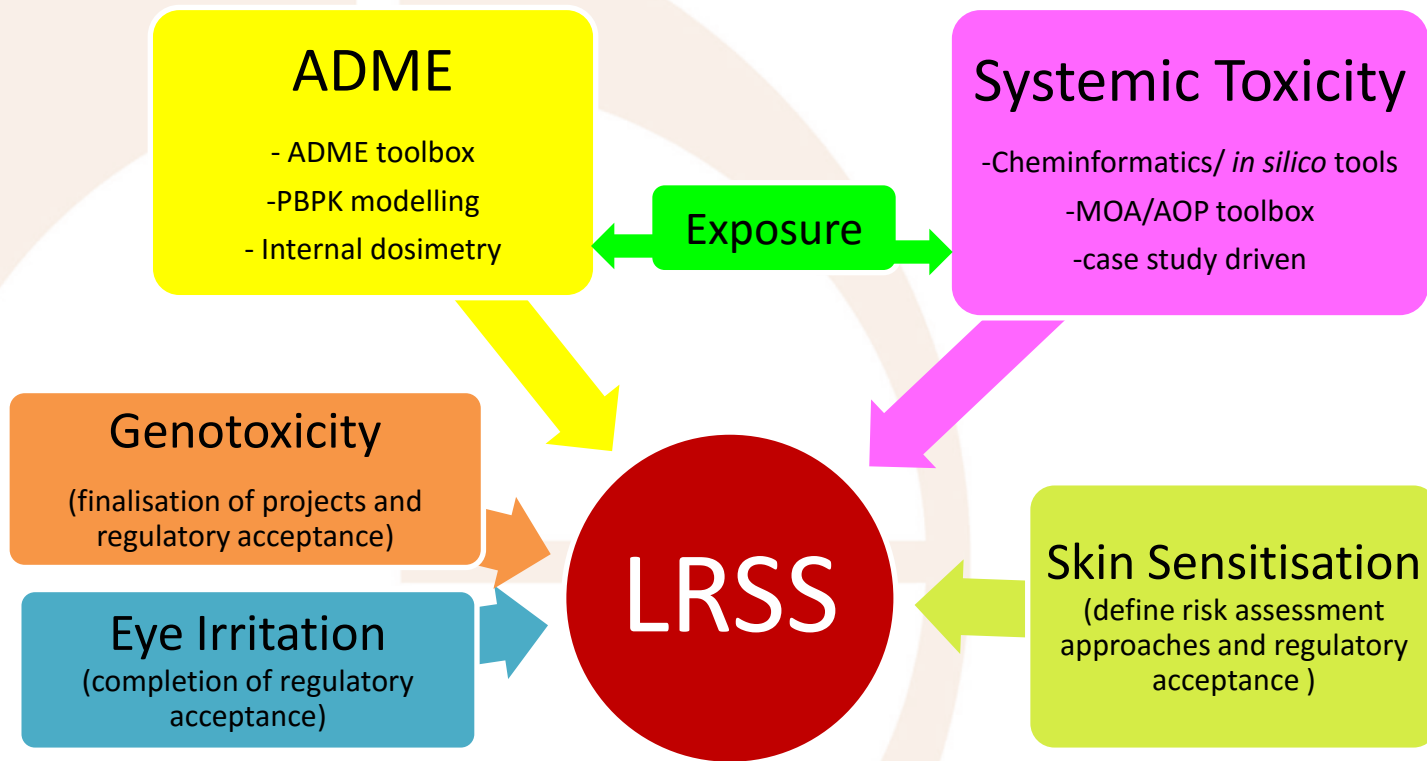 ADME
- ADME toolbox
-PBPK modelling
- Internal dosimetry
Exposure
Systemic Toxicity
-Cheminformatics/ in silico tools
-MOA/AOP toolbox
-case study driven
Genotoxicity
(finalisation of projects and
regulatory acceptance)
Eye Irritation
(completion of regulatory
acceptance)
LRSS
Skin Sensitisation
(define risk assessment
approaches and regulatory
acceptance )